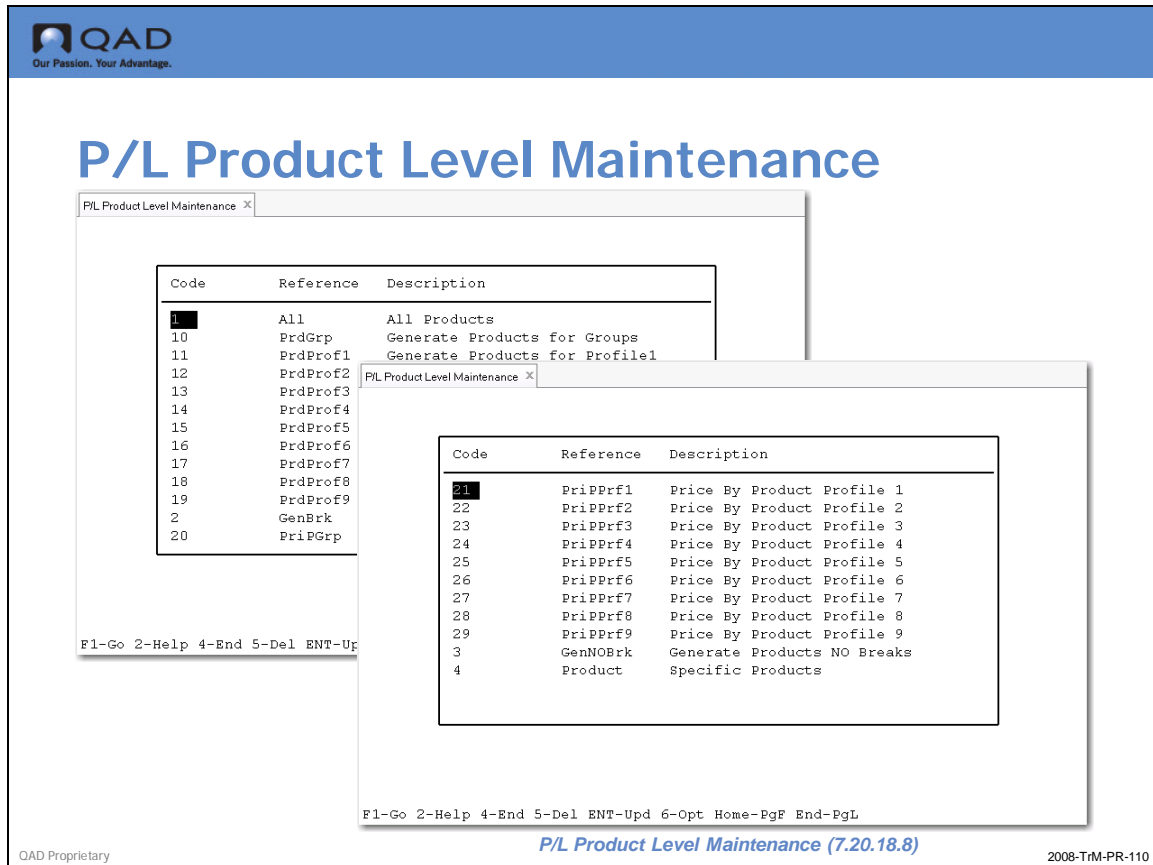 QAD
Our Passion. Your Advantage.
P/L Product Level Maintenance
P/L Product Level Maintenance X
Code Reference Description
1 All All Products
10 PrdGrp Generate Products for Groups
11 PrdProf1 Generate Products for Profile1
12 PrdProf2
13 PrdProf3
14 PrdProf4
15 PrdProf5
16 PrdProf6
17 PrdProf7
18 PrdProf8
19 PrdProf9
2 GenBrk
20 PriPGrp
F1-Go 2-Help 4-End 5-Del ENT-Up
P/L Product Level Maintenance X
Code Reference Description
21 PriPPrf1 Price By Product Profile 1
22 PriPPrf2 Price By Product Profile 2
23 PriPPrf3 Price By Product Profile 3
24 PriPPrf4 Price By Product Profile 4
25 PriPPrf5 Price By Product Profile 5
26 PriPPrf6 Price By Product Profile 6
27 PriPPrf7 Price By Product Profile 7
28 PriPPrf8 Price By Product Profile 8
29 PriPPrf9 Price By Product Profile 9
3 GenNOBrk Generate Products NO Breaks
4 Product Specific Products
F1-Go 2-Help 4-End 5-Del ENT-Upd 6-Opt Home-PgF End-PgL
P/L Product Level Maintenance (7.20.18.8)
QAD Proprietary
2008-TrM-PR-110